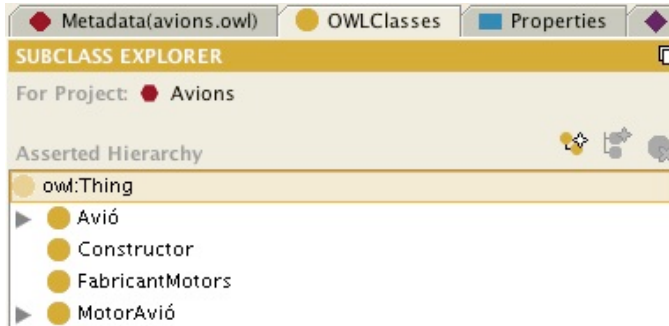 Metadata(avions.owl) OWLClasses Properties
SUBCLASS EXPLORER
For Project: Avions
Asserted Hierarchy
owl:Thing
Avió
Constructor
FabricantMotors
MotorAvió